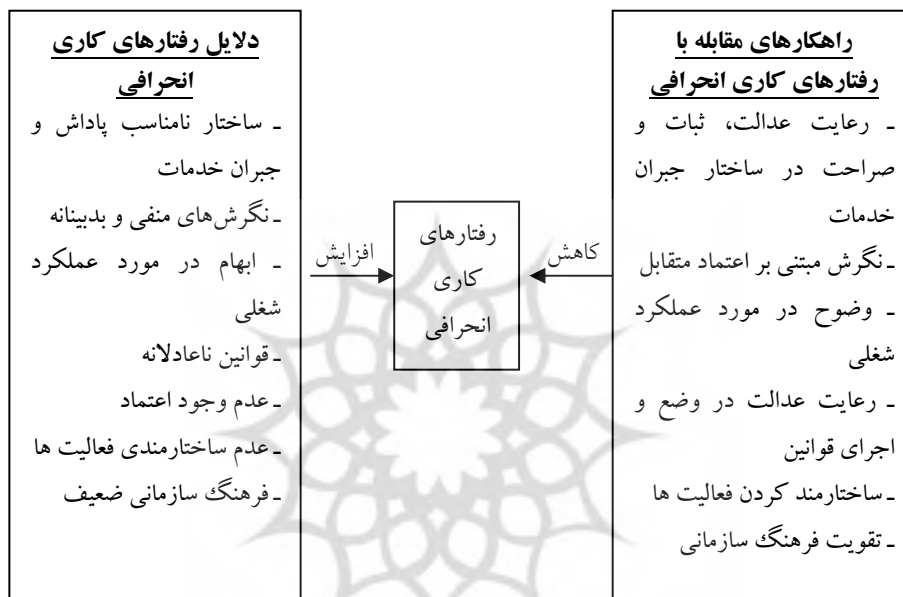 راهکارهای مقابله با
رفتارهای کاری انحرافی
ـ رعایت عدالت، ثبات و
صراحت در ساختار جبران
خدمات
ـ نگرش مبتنی بر اعتماد متقابل
ـ وضوح در مورد عملکرد
شغلی
ـ رعایت عدالت در وضع و
اجرای قوانین
ـ ساختارمند کردن فعالیت ها
ـ تقویت فرهنگ سازمانی
کاهش
رفتارهای
کاری
انحرافی
افزایش
دلایل رفتارهای کاری
انحرافی
ـ ساختار نامناسب پاداش و
جبران خدمات
ـ نگرش‌های منفی و بدبینانه
ـ ابهام در مورد عملکرد
شغلی
ـ قوانین ناعادلانه
ـ عدم وجود اعتماد
ـ عدم ساختارمندی فعالیت ها
ـ فرهنگ سازمانی ضعیف